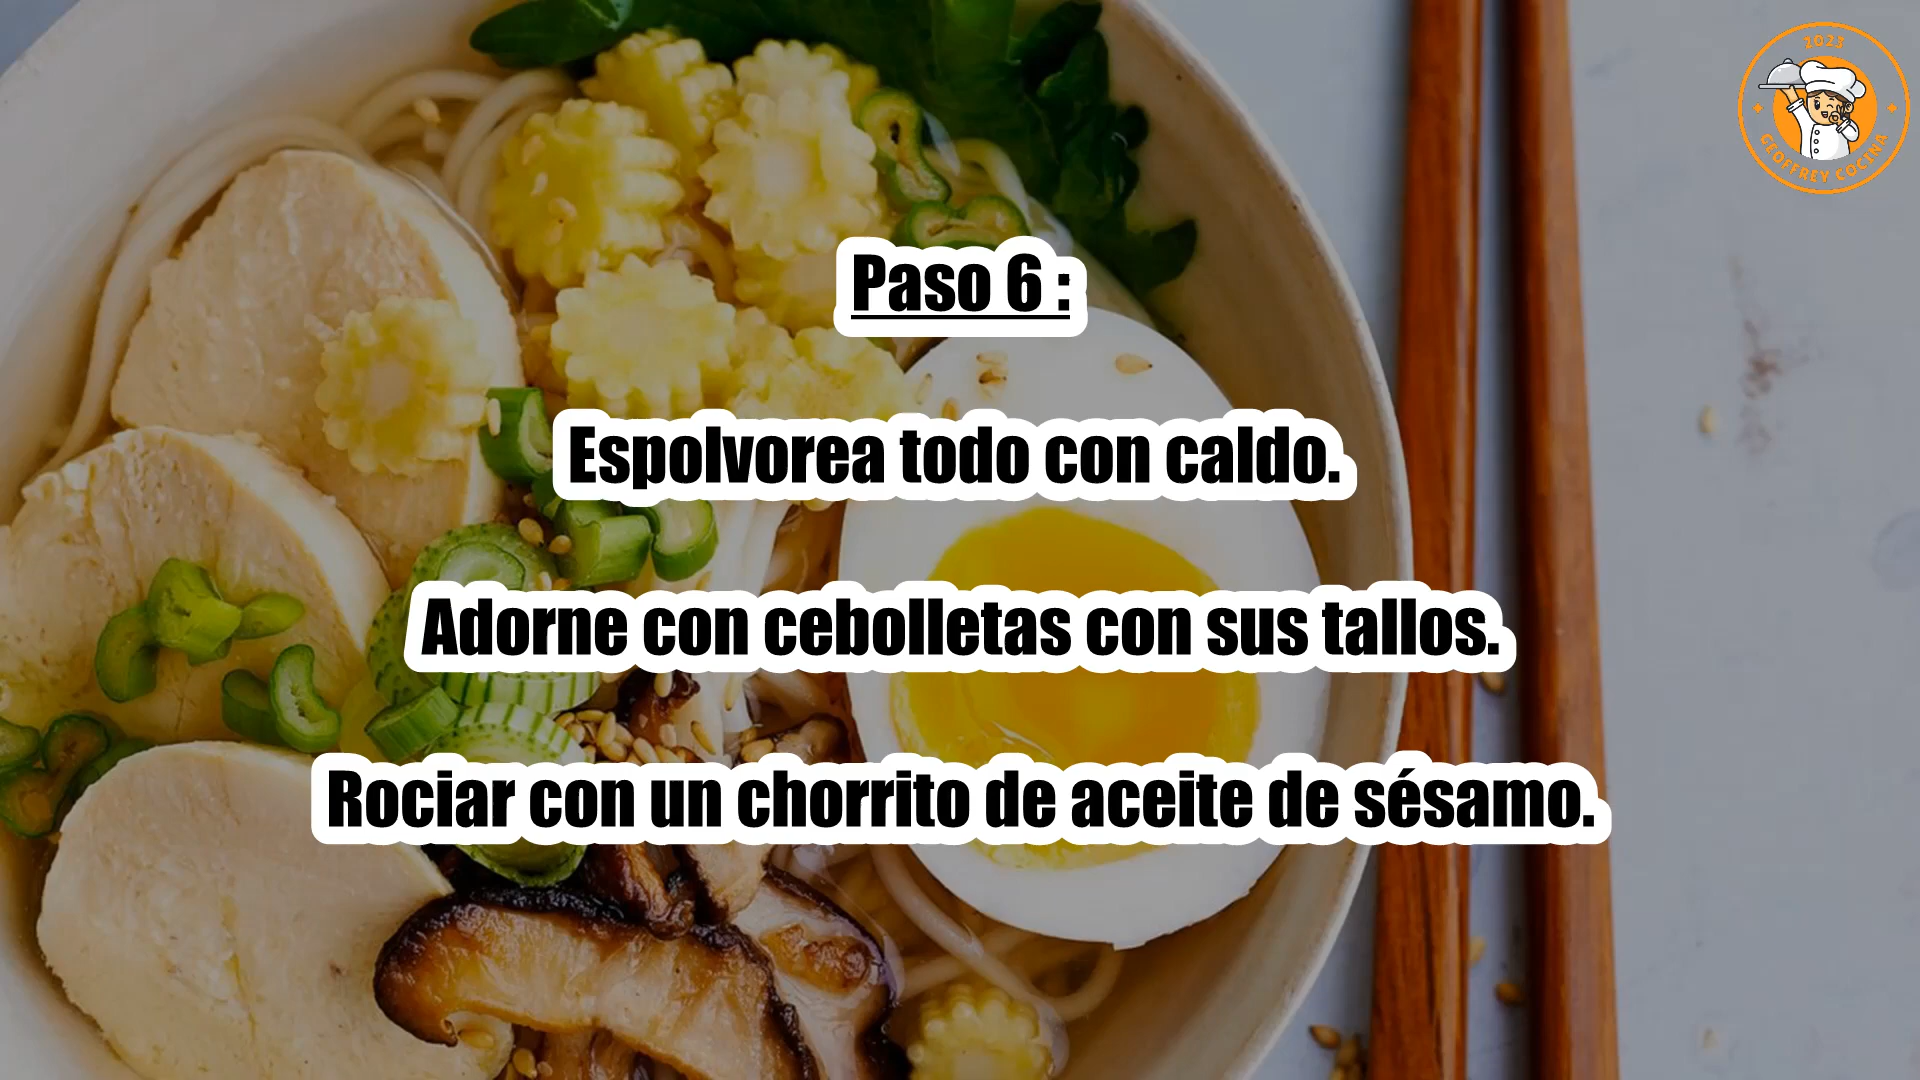 2023
GEOFFREY COCINA
Paso 6 :
Espolvorea todo con caldo.
Adorne con cebolletas con sus tallos.
Rociar con un chorrito de aceite de sésamo.